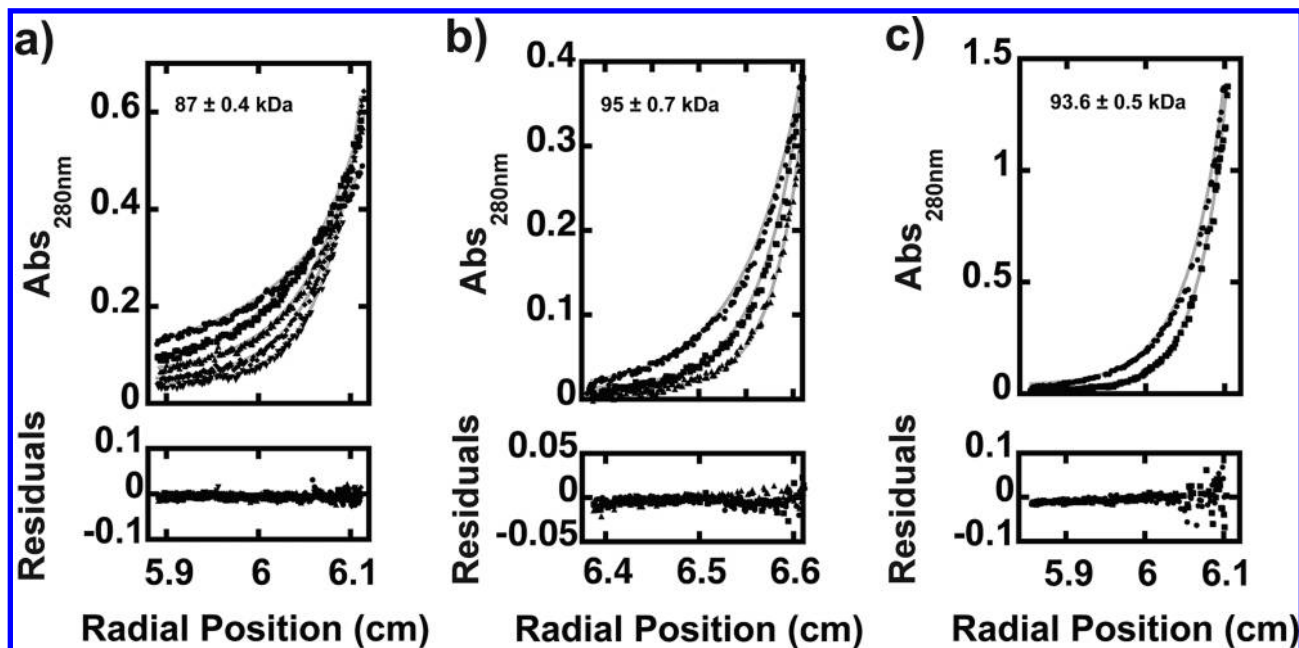 a)
87 ± 0.4 kDa
Abs280nm
0.6
0.4
0.2
0
Residuals
0.1
0
-0.1
5.9 6 6.1
Radial Position (cm)
b)
95 ± 0.7 kDa
Abs280nm
0.4
0.3
0.2
0.1
0
Residuals
0.05
0
-0.05
6.4 6.5 6.6
Radial Position (cm)
c)
93.6 ± 0.5 kDa
Abs280nm
1.5
1
0.5
0
Residuals
0.1
0
-0.1
5.9 6 6.1
Radial Position (cm)